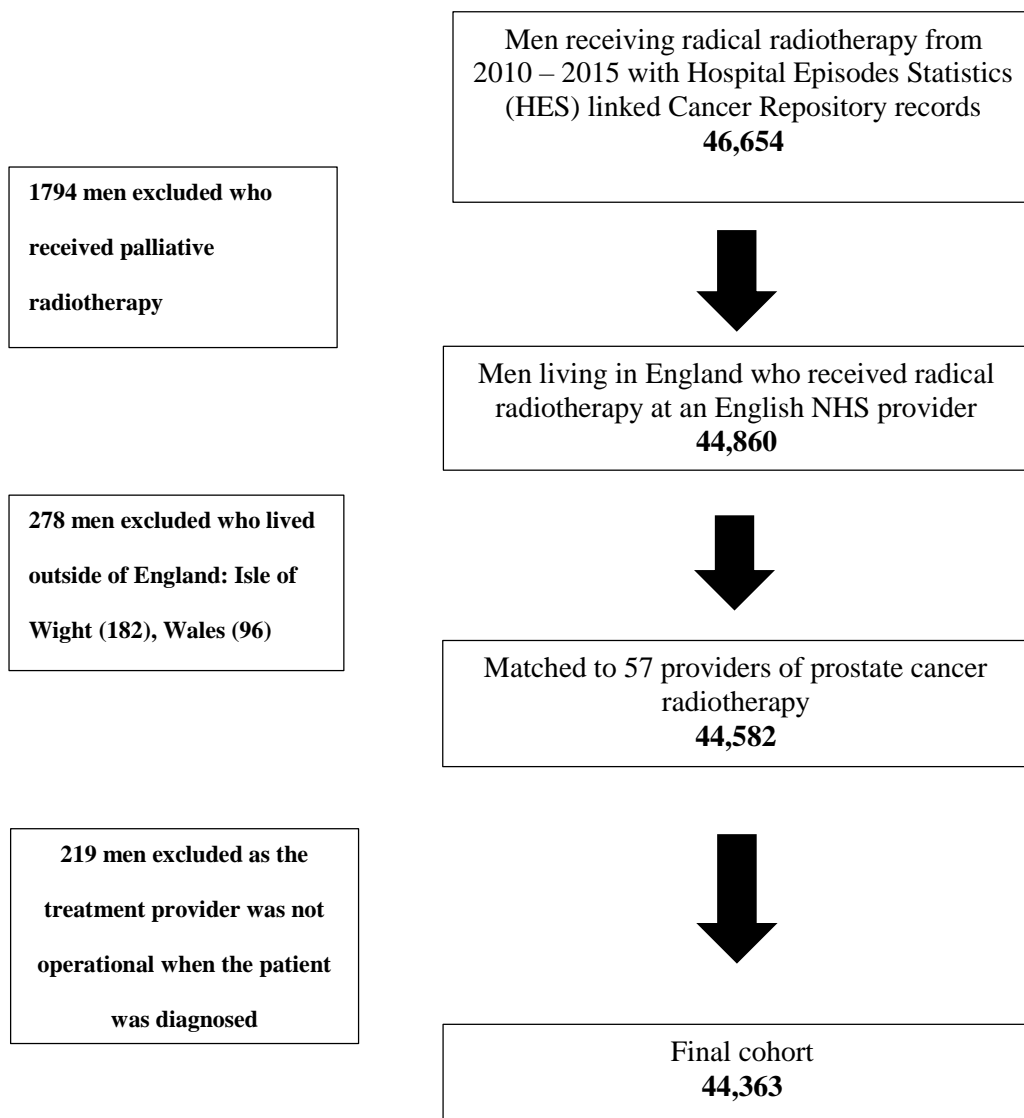 Men receiving radical radiotherapy from
2010 – 2015 with Hospital Episodes Statistics
(HES) linked Cancer Repository records
46,654
1794 men excluded who
received palliative
radiotherapy
Men living in England who received radical
radiotherapy at an English NHS provider
44,860
278 men excluded who lived
outside of England: Isle of
Wight (182), Wales (96)
Matched to 57 providers of prostate cancer
radiotherapy
44,582
219 men excluded as the
treatment provider was not
operational when the patient
was diagnosed
Final cohort
44,363